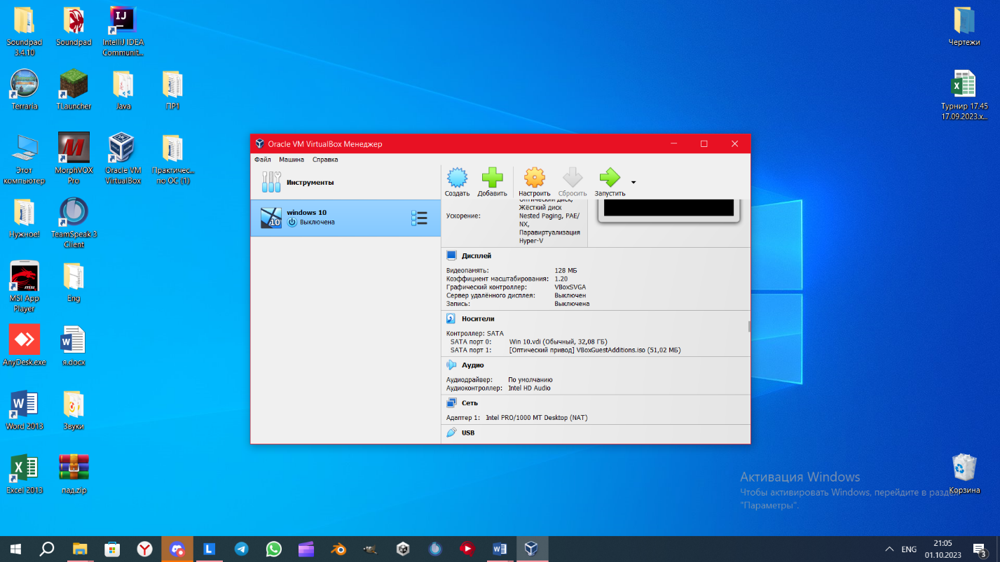 Soundpad
3.4.10
Soundpad
IntelliJ IDEA
Communit...
Terraria
TLauncher
Java
ПР1
Этот
компьютер
MorphVOX
Pro
Oracle VM
VirtualBox
Практичес...
по ОС (1)
Нужное!
TeamSpeak 3
Client
MSI App
Player
Eng
AnyDesk.exe
я.docx
Word 2013
Звуки
Excel 2013
пад.zip
Чертежи
Турнир 17.45
17.09.2023.x...
Корзина
Oracle VM VirtualBox Менеджер
Файл Машина Справка
Инструменты
Создать Добавить Настроить Сбросить Запустить
windows 10
Выключена
Оптический диск,
Жёсткий диск
Ускорение: Nested Paging, PAE/
NX,
Паравиртуализация
Hyper-V
Дисплей
Видеопамять: 128 МБ
Коэффициент масштабирования: 1.20
Графический контроллер: VBoxSVGA
Сервер удалённого дисплея: Выключен
Запись: Выключена
Носители
Контроллер: SATA
SATA порт 0: Win 10.vdi (Обычный, 32,08 ГБ)
SATA порт 1: [Оптический привод] VBoxGuestAdditions.iso (51,02 МБ)
Аудио
Аудиодрайвер: По умолчанию
Аудиоконтроллер: Intel HD Audio
Сеть
Адаптер 1: Intel PRO/1000 MT Desktop (NAT)
USB
Активация Windows
Чтобы активировать Windows, перейдите в раздел
"Параметры".
ENG
21:05
01.10.2023
3